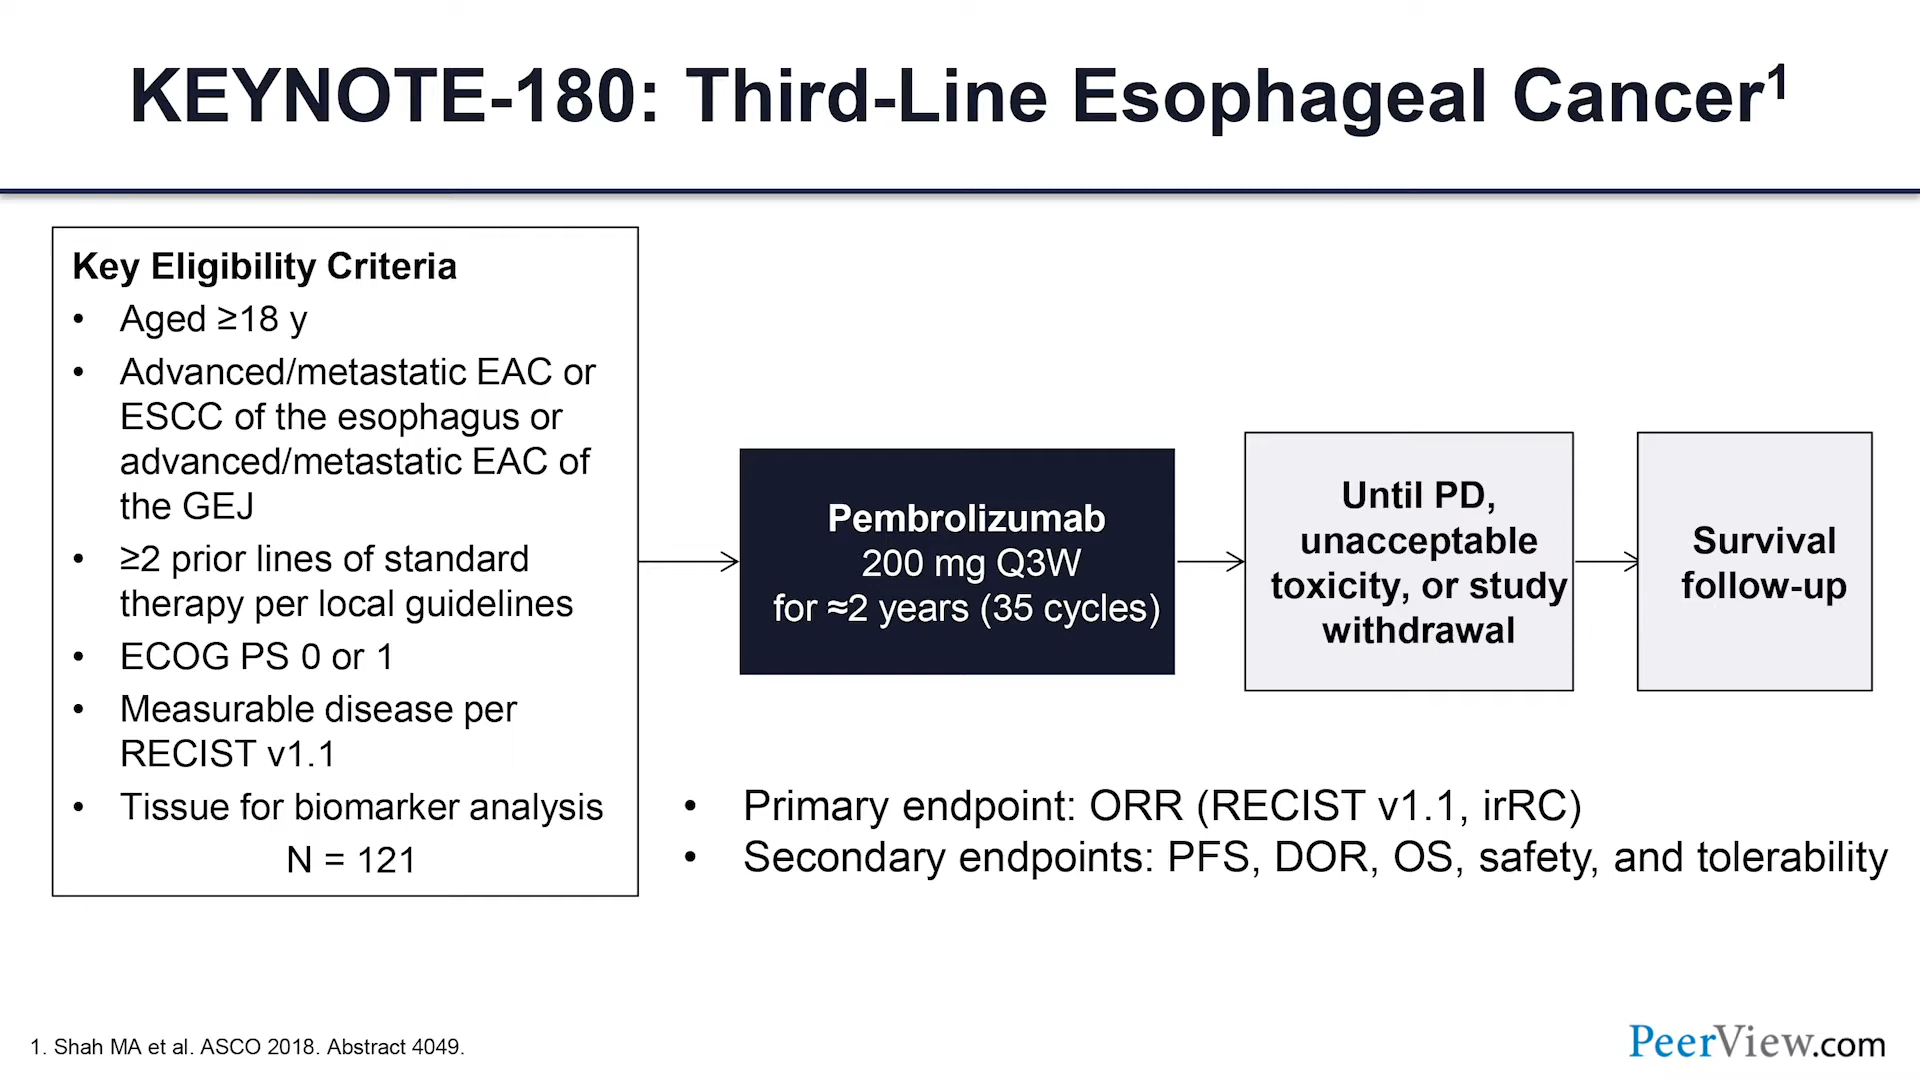 KEYNOTE-180: Third-Line Esophageal Cancer¹
Key Eligibility Criteria
• Aged ≥18 y
• Advanced/metastatic EAC or
ESCC of the esophagus or
advanced/metastatic EAC of
the GEJ
• ≥2 prior lines of standard
therapy per local guidelines
• ECOG PS 0 or 1
• Measurable disease per
RECIST v1.1
• Tissue for biomarker analysis
N = 121
Pembrolizumab
200 mg Q3W
for ≈2 years (35 cycles)
Until PD,
unacceptable
toxicity, or study
withdrawal
Survival
follow-up
• Primary endpoint: ORR (RECIST v1.1, irRC)
• Secondary endpoints: PFS, DOR, OS, safety, and tolerability
1. Shah MA et al. ASCO 2018. Abstract 4049.
PeerView.com